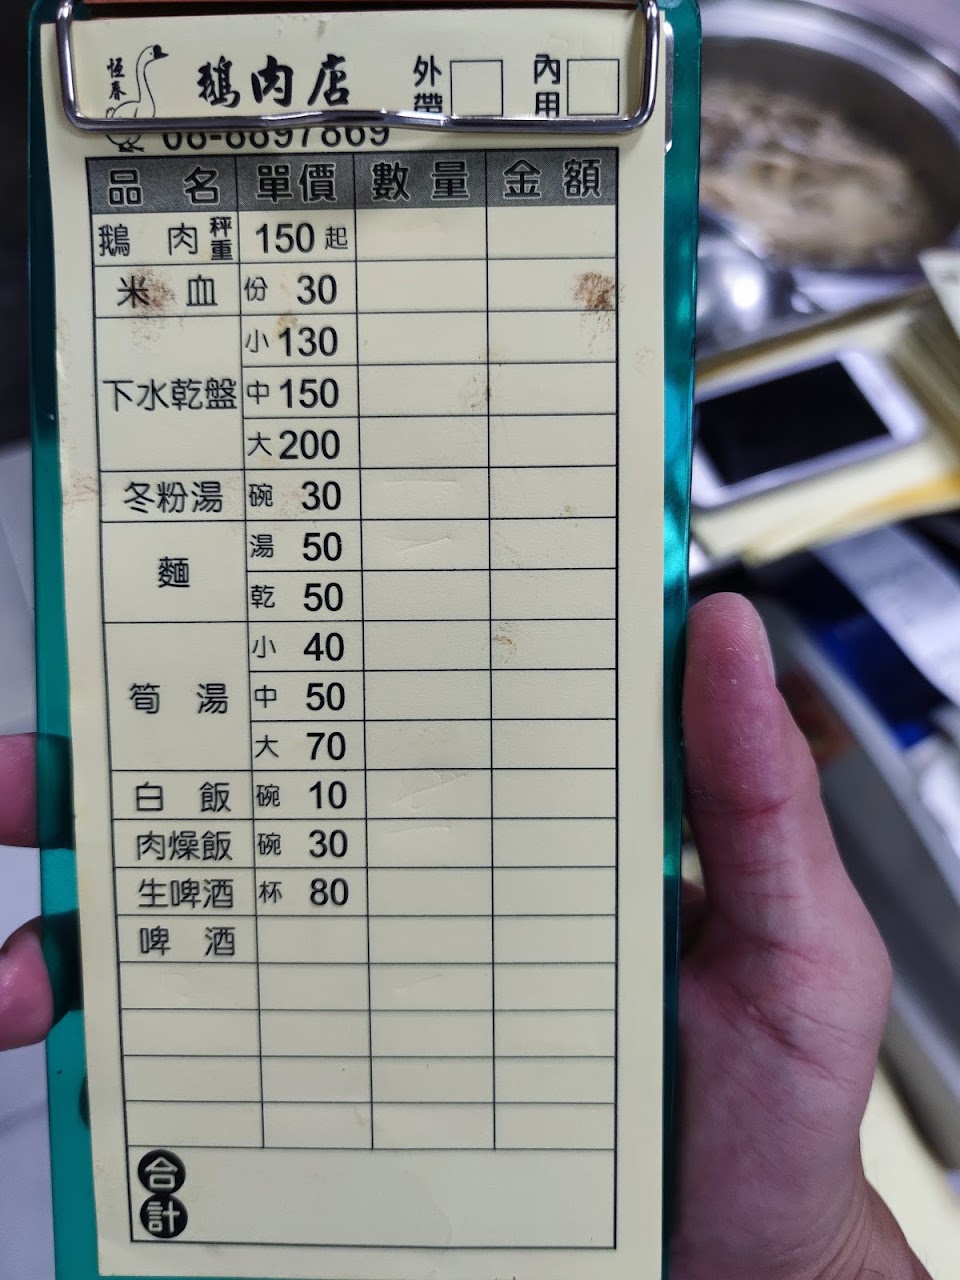 恆春 鵝肉店 外帶 內用
08-8897869
品名 單價 數量 金額
鵝肉 秤重 150起
米血 份 30
下水乾盤 小 130
中 150
大 200
冬粉湯 碗 30
麵 湯 50
乾 50
筍湯 小 40
中 50
大 70
白飯 碗 10
肉燥飯 碗 30
生啤酒 杯 80
啤酒
合計